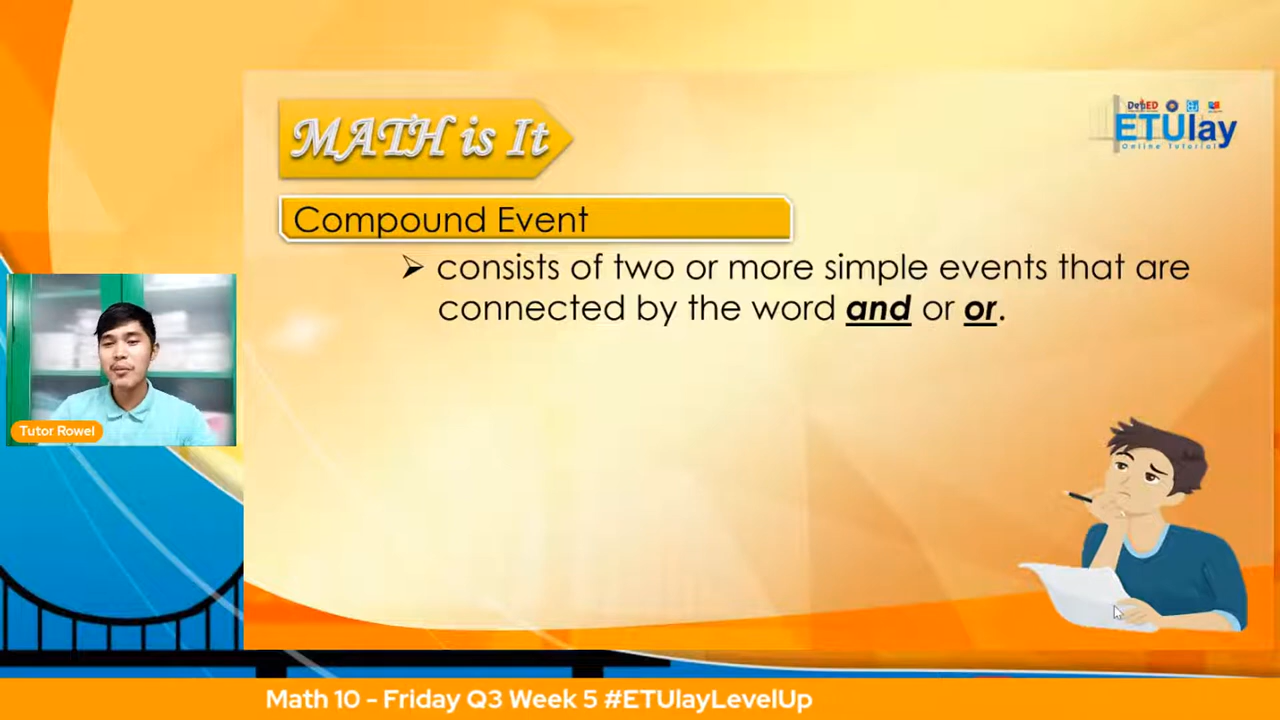 MATH is It
DepED
ETUlay
Online Tutorial
Compound Event
➢ consists of two or more simple events that are
connected by the word and or or.
Tutor Rowel
Math 10 - Friday Q3 Week 5 #ETUlayLevelUp